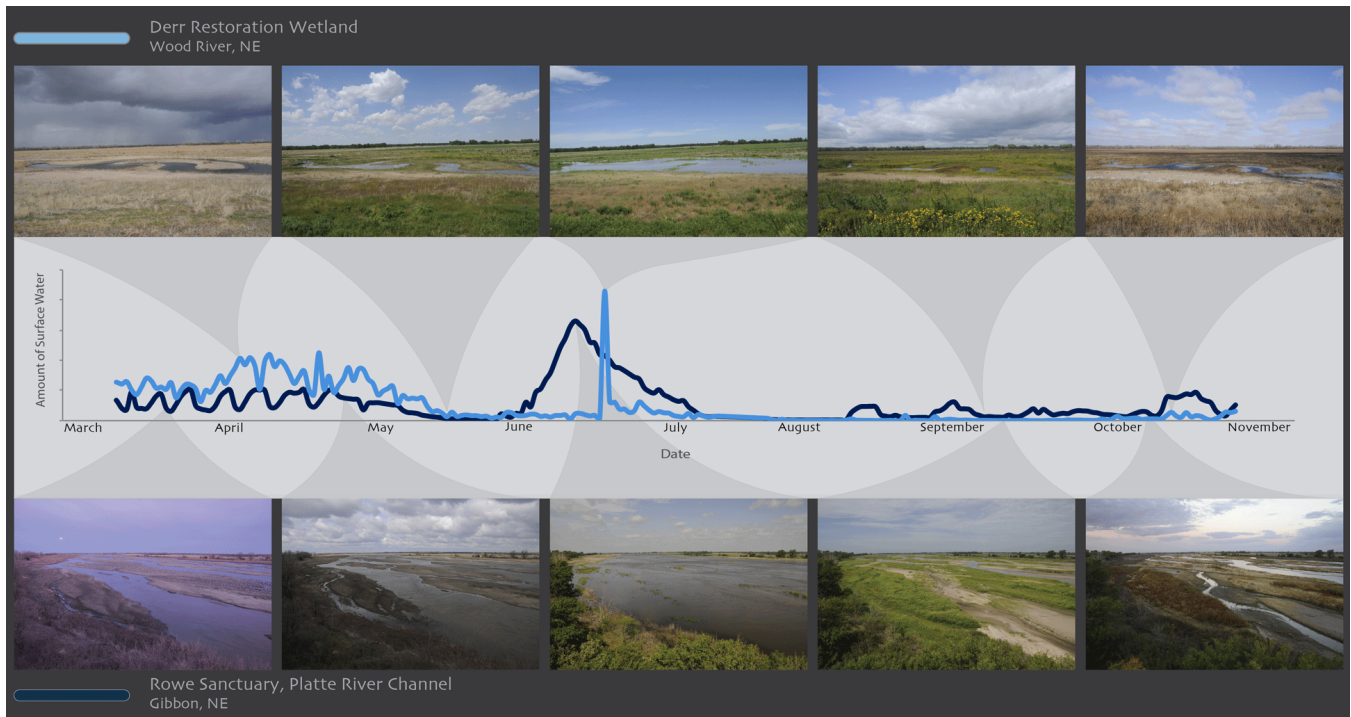 Derr Restoration Wetland
Wood River, NE
Amount of Surface Water
March April May June July August September October November
Date
Rowe Sanctuary, Platte River Channel
Gibbon, NE